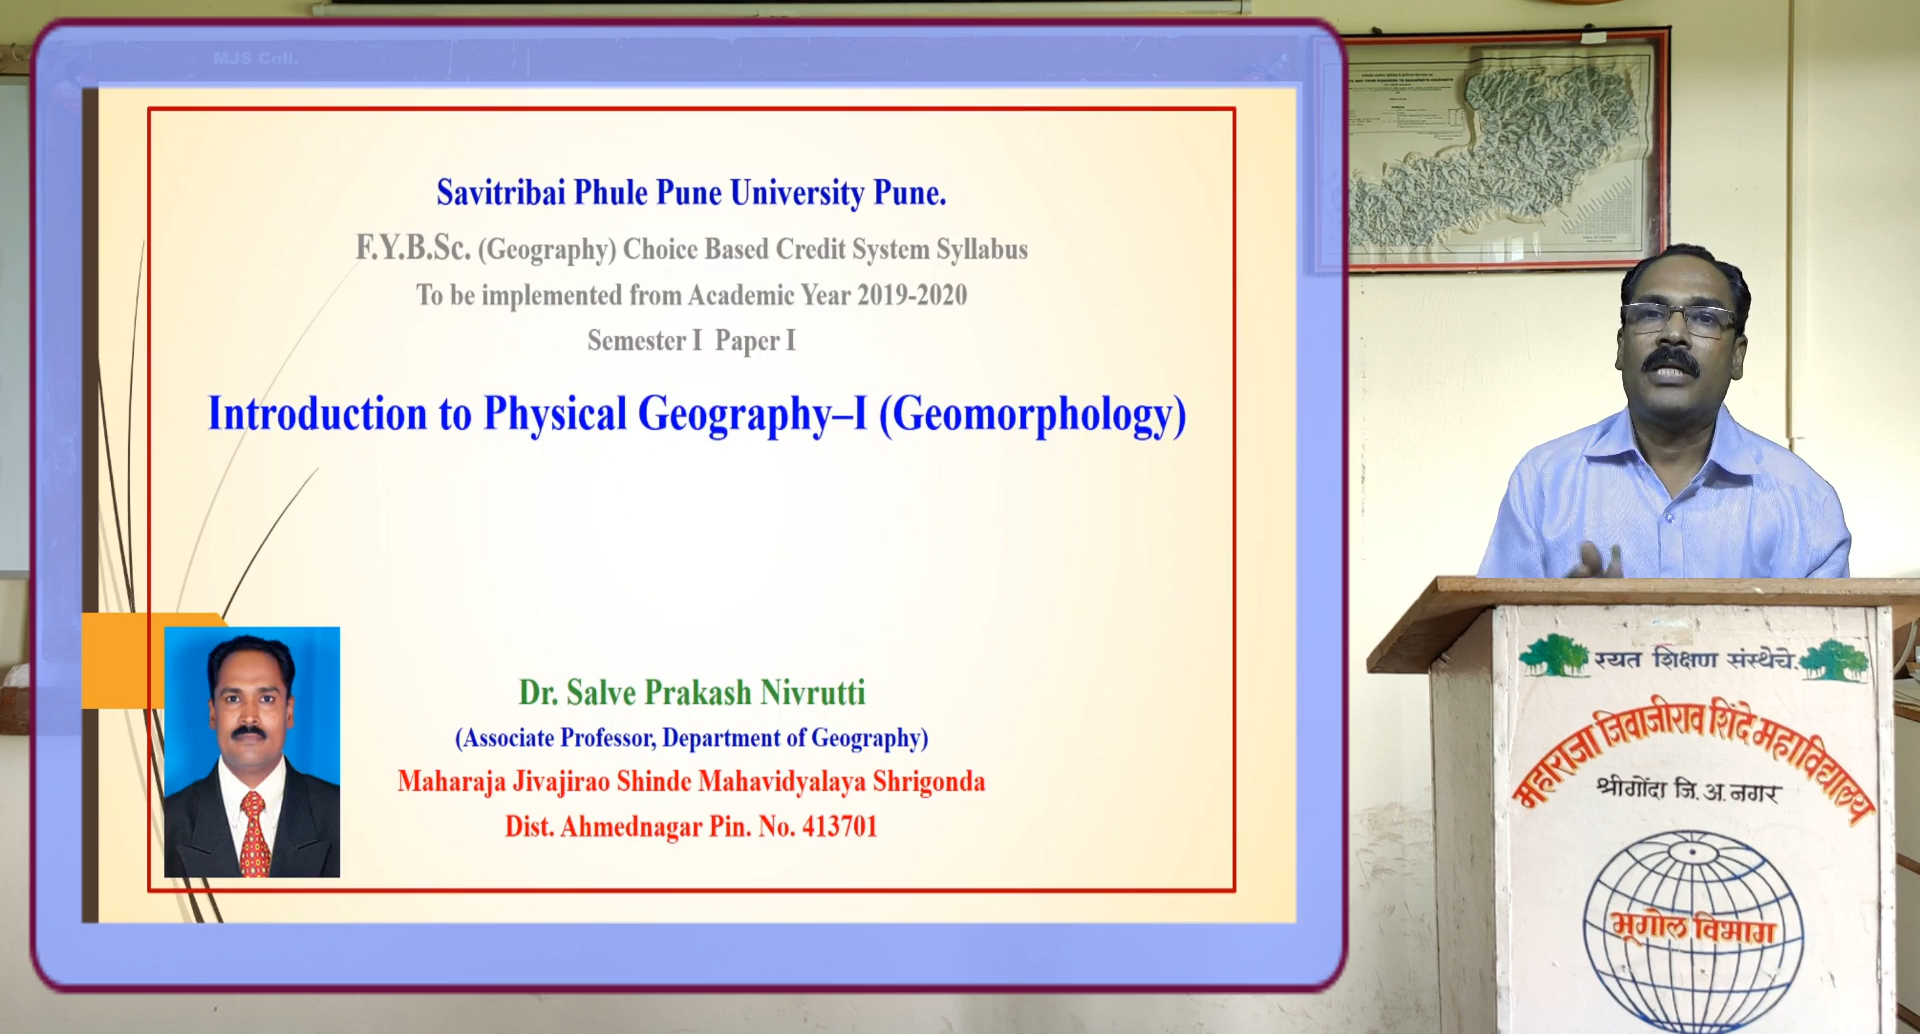 MJS Coll.
Savitribai Phule Pune University Pune.
F.Y.B.Sc. (Geography) Choice Based Credit System Syllabus
To be implemented from Academic Year 2019-2020
Semester I Paper I
Introduction to Physical Geography–I (Geomorphology)
Dr. Salve Prakash Nivrutti
(Associate Professor, Department of Geography)
Maharaja Jivajirao Shinde Mahavidyalaya Shrigonda
Dist. Ahmednagar Pin. No. 413701
रयत शिक्षण संस्थेचे.
महाराजा जिवाजीराव शिंदे महाविद्यालय
श्रीगोंदा जि. अ. नगर
भूगोल विभाग